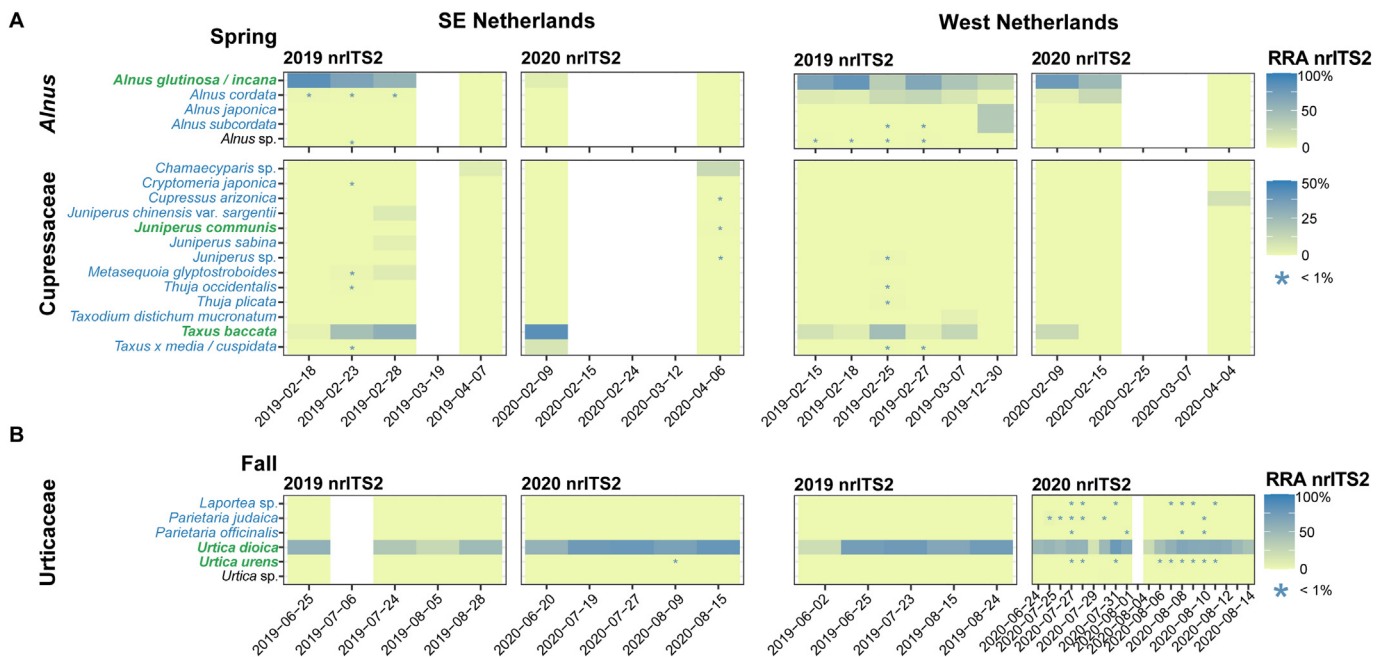 A
SE Netherlands
West Netherlands
Spring
2019 nrITS2
2020 nrITS2
2019 nrITS2
2020 nrITS2
RRA nrITS2
Alnus
Alnus glutinosa / incana
Alnus cordata
Alnus japonica
Alnus subcordata
Alnus sp.
100%
50
0
Cupressaceae
Chamaecyparis sp.
Cryptomeria japonica
Cupressus arizonica
Juniperus chinensis var. sargentii
Juniperus communis
Juniperus sabina
Juniperus sp.
Metasequoia glyptostroboides
Thuja occidentalis
Thuja plicata
Taxodium distichum mucronatum
Taxus baccata
Taxus x media / cuspidata
50%
25
0
* < 1%
2019-02-18
2019-02-23
2019-02-28
2019-03-19
2019-04-07
2020-02-09
2020-02-15
2020-02-24
2020-03-12
2020-04-06
2019-02-15
2019-02-18
2019-02-25
2019-02-27
2019-03-07
2019-12-30
2020-02-09
2020-02-15
2020-02-25
2020-03-07
2020-04-04
B
Fall
2019 nrITS2
2020 nrITS2
2019 nrITS2
2020 nrITS2
RRA nrITS2
Urticaceae
Laportea sp.
Parietaria judaica
Parietaria officinalis
Urtica dioica
Urtica urens
Urtica sp.
100%
50
0
* < 1%
2019-06-25
2019-07-06
2019-07-24
2019-08-05
2019-08-28
2020-06-20
2020-07-19
2020-07-27
2020-08-09
2020-08-15
2019-06-02
2019-06-25
2019-07-23
2019-08-15
2019-08-24
2020-06-24
2020-07-25
2020-07-27
2020-07-29
2020-07-31
2020-08-01
2020-08-04
2020-08-06
2020-08-08
2020-08-10
2020-08-12
2020-08-14